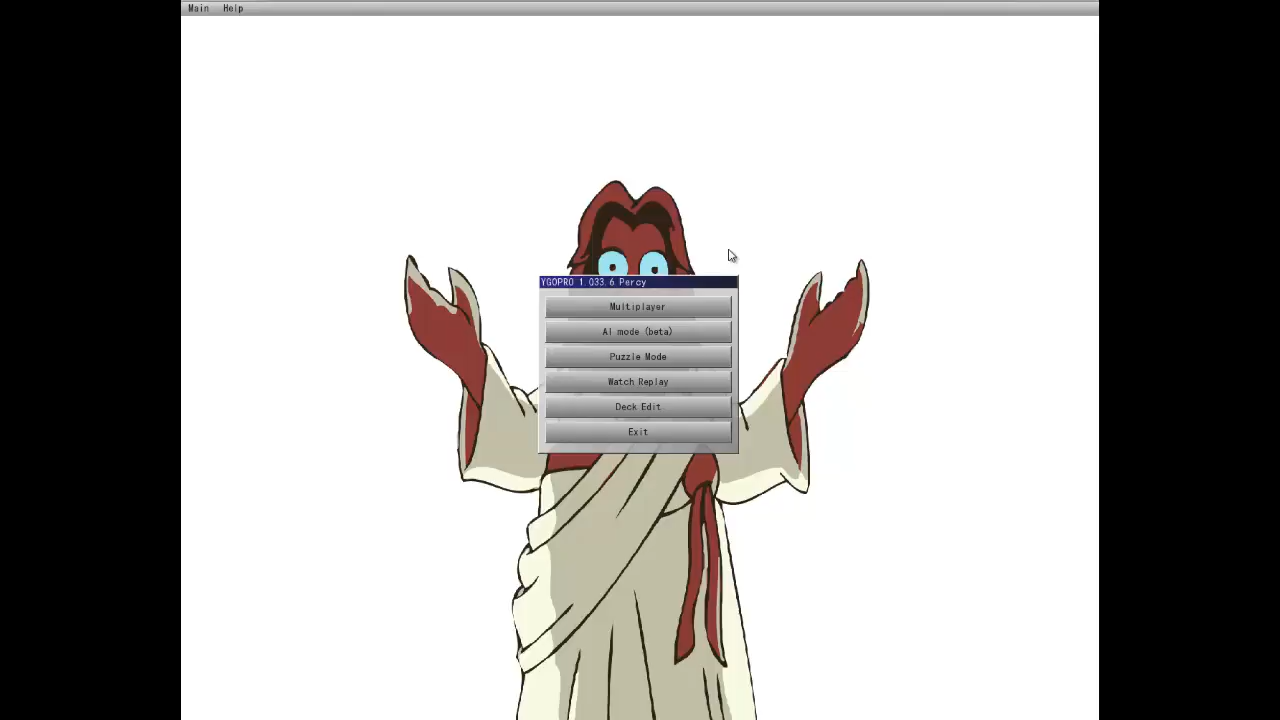 Main Help
YGOPRO 1.033.6 Percy
Multiplayer
AI mode (beta)
Puzzle Mode
Watch Replay
Deck Edit
Exit